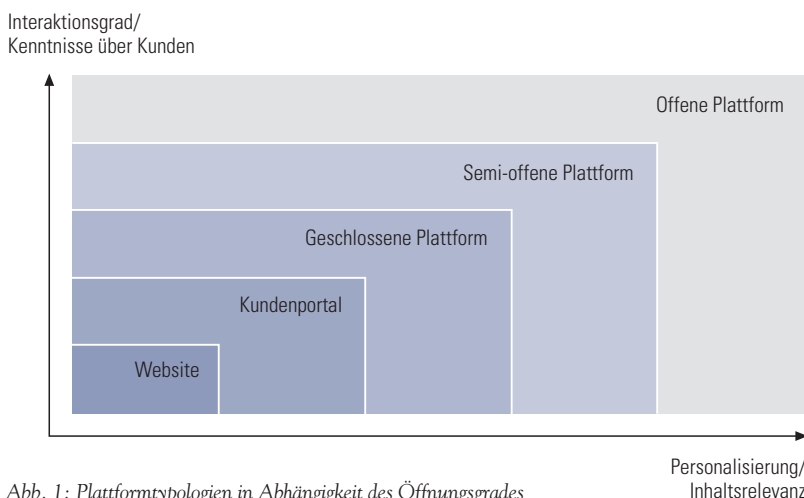 Interaktionsgrad/
Kenntnisse über Kunden
Offene Plattform
Semi-offene Plattform
Geschlossene Plattform
Kundenportal
Website
Personalisierung/
Inhaltsrelevanz
Abb. 1: Plattformtypologien in Abhängigkeit des Öffnungsgrades